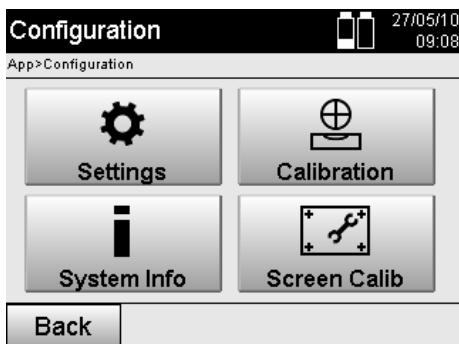 Configuration
27/05/10
09:08
App>Configuration
Settings
Calibration
System Info
Screen Calib
Back